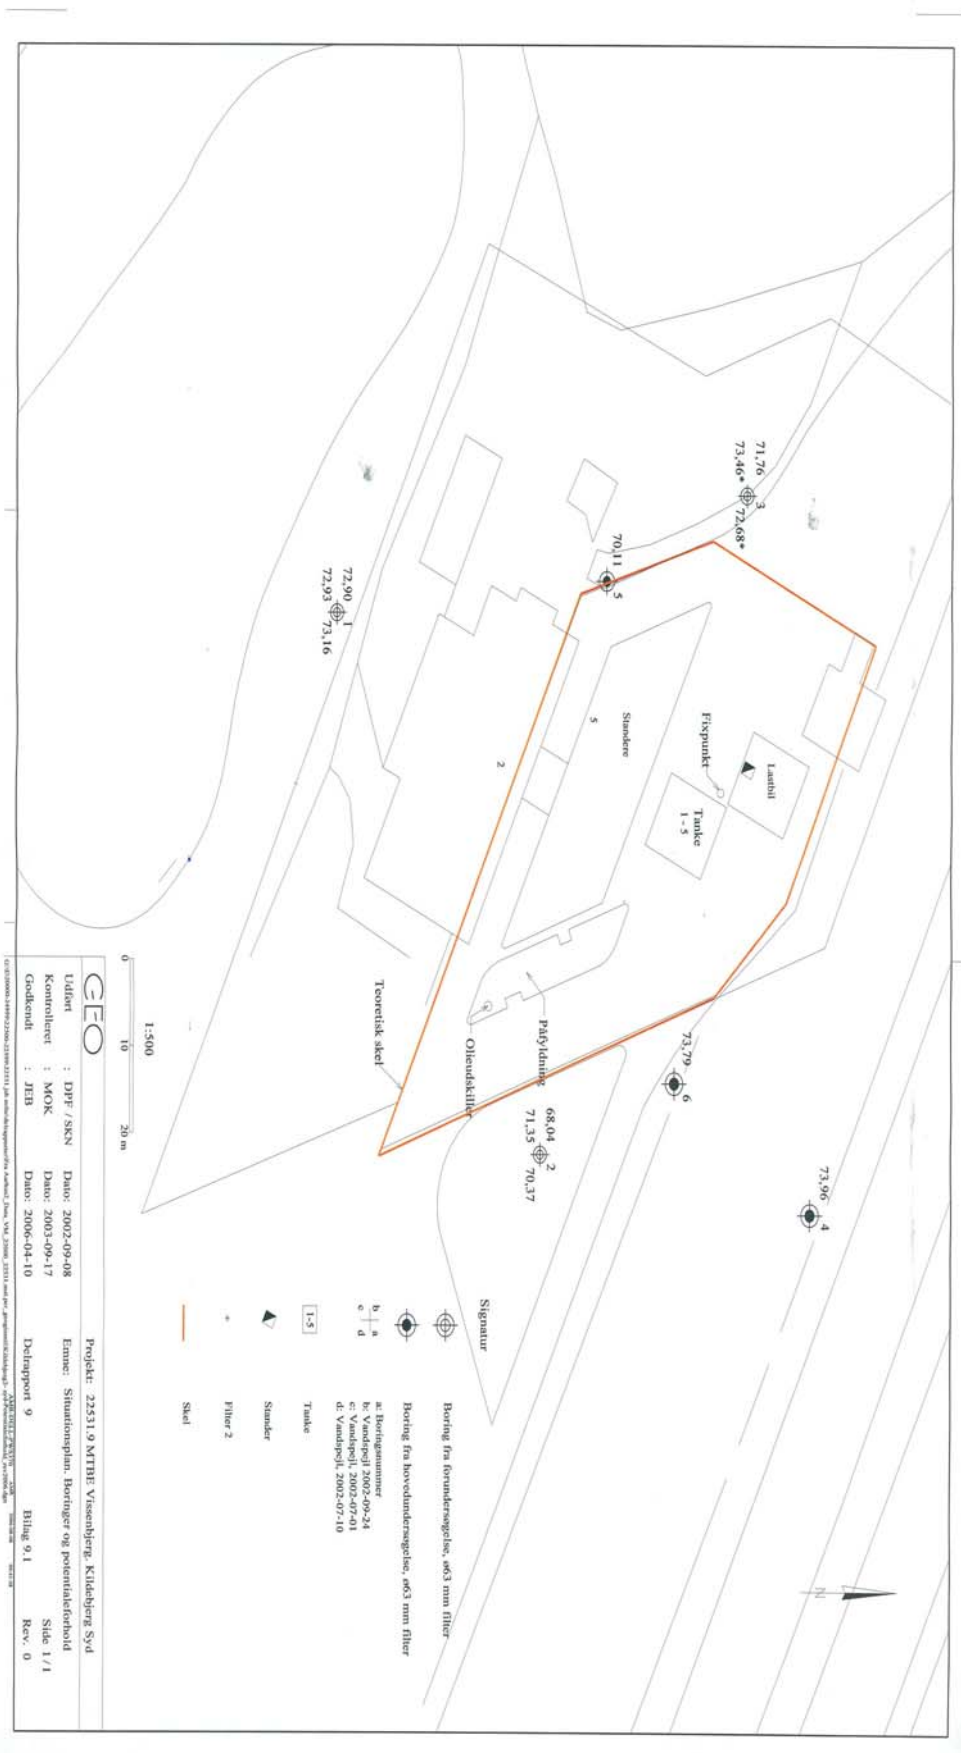 71,76
3
73,46*
72,68*
70,11
5
72,90
1
72,93
73,16
Standere
5
2
Fixpunkt
Lastbil
Tanke
1 - 5
Teoretisk skel
Olieudskiller
Påfyldning
73,79
6
68,04
2
71,35
70,37
73,96
4
N
Signatur
Boring fra forundersøgelse, ø63 mm filter
Boring fra hovedundersøgelse, ø63 mm filter
b
a
c
d
a: Boringsnummer
b: Vandspejl 2002-09-24
c: Vandspejl, 2002-07-01
d: Vandspejl, 2002-07-10
1-5
Tanke
Stander
*
Filter 2
Skel
1:500
0
10
20 m
GEO
Projekt: 22531.9 MTBE Vissenbjerg. Kildebjerg Syd
Udført : DPF / SKN Dato: 2002-09-08
Emne: Situationsplan. Boringer og potentialeforhold
Kontrolleret : MOK Dato: 2003-09-17
Side 1/1
Godkendt : JEB Dato: 2006-04-10
Delrapport 9
Bilag 9.1
Rev. 0